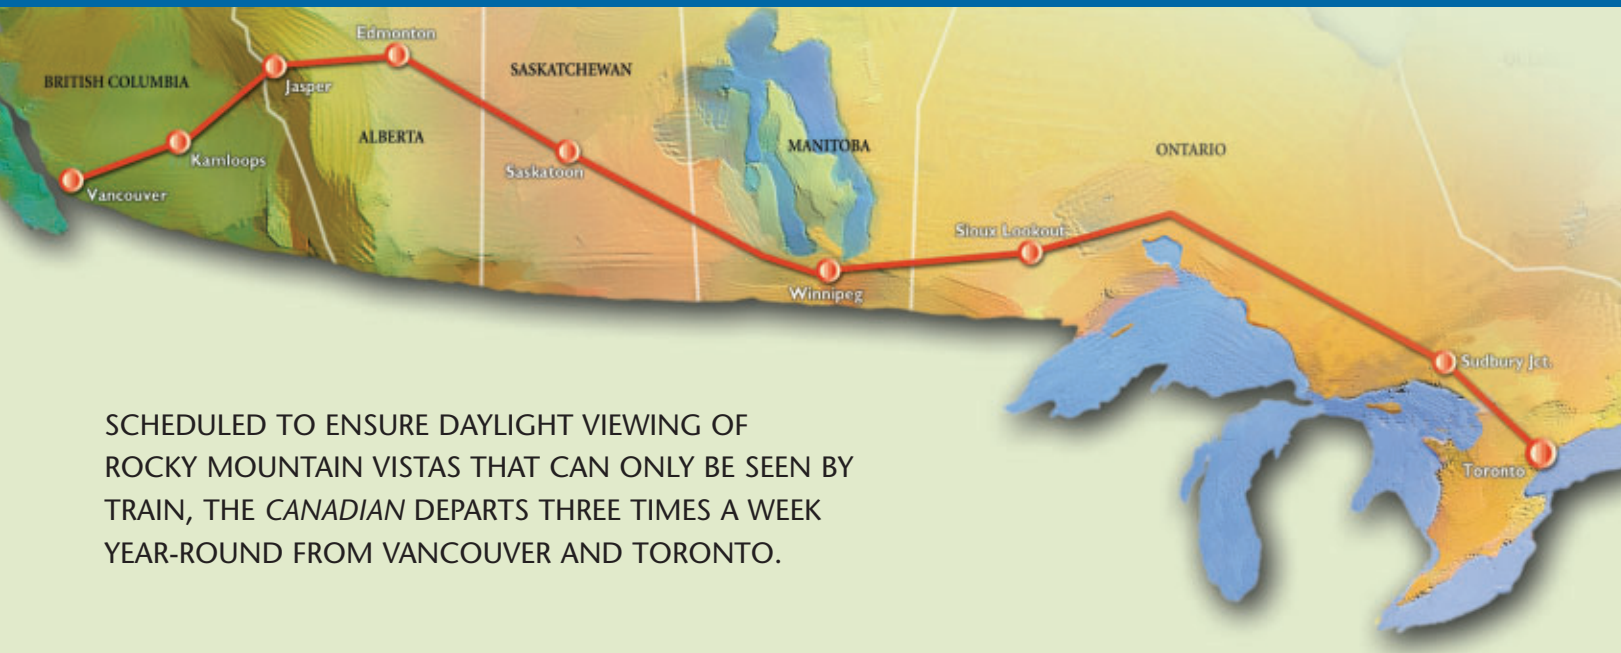 Edmonton
BRITISH COLUMBIA
Jasper
SASKATCHEWAN
ALBERTA
MANITOBA
ONTARIO
Kamloops
Saskatoon
Vancouver
Sioux Lookout
Winnipeg
Sudbury Jct.
Toronto
SCHEDULED TO ENSURE DAYLIGHT VIEWING OF
ROCKY MOUNTAIN VISTAS THAT CAN ONLY BE SEEN BY
TRAIN, THE CANADIAN DEPARTS THREE TIMES A WEEK
YEAR-ROUND FROM VANCOUVER AND TORONTO.